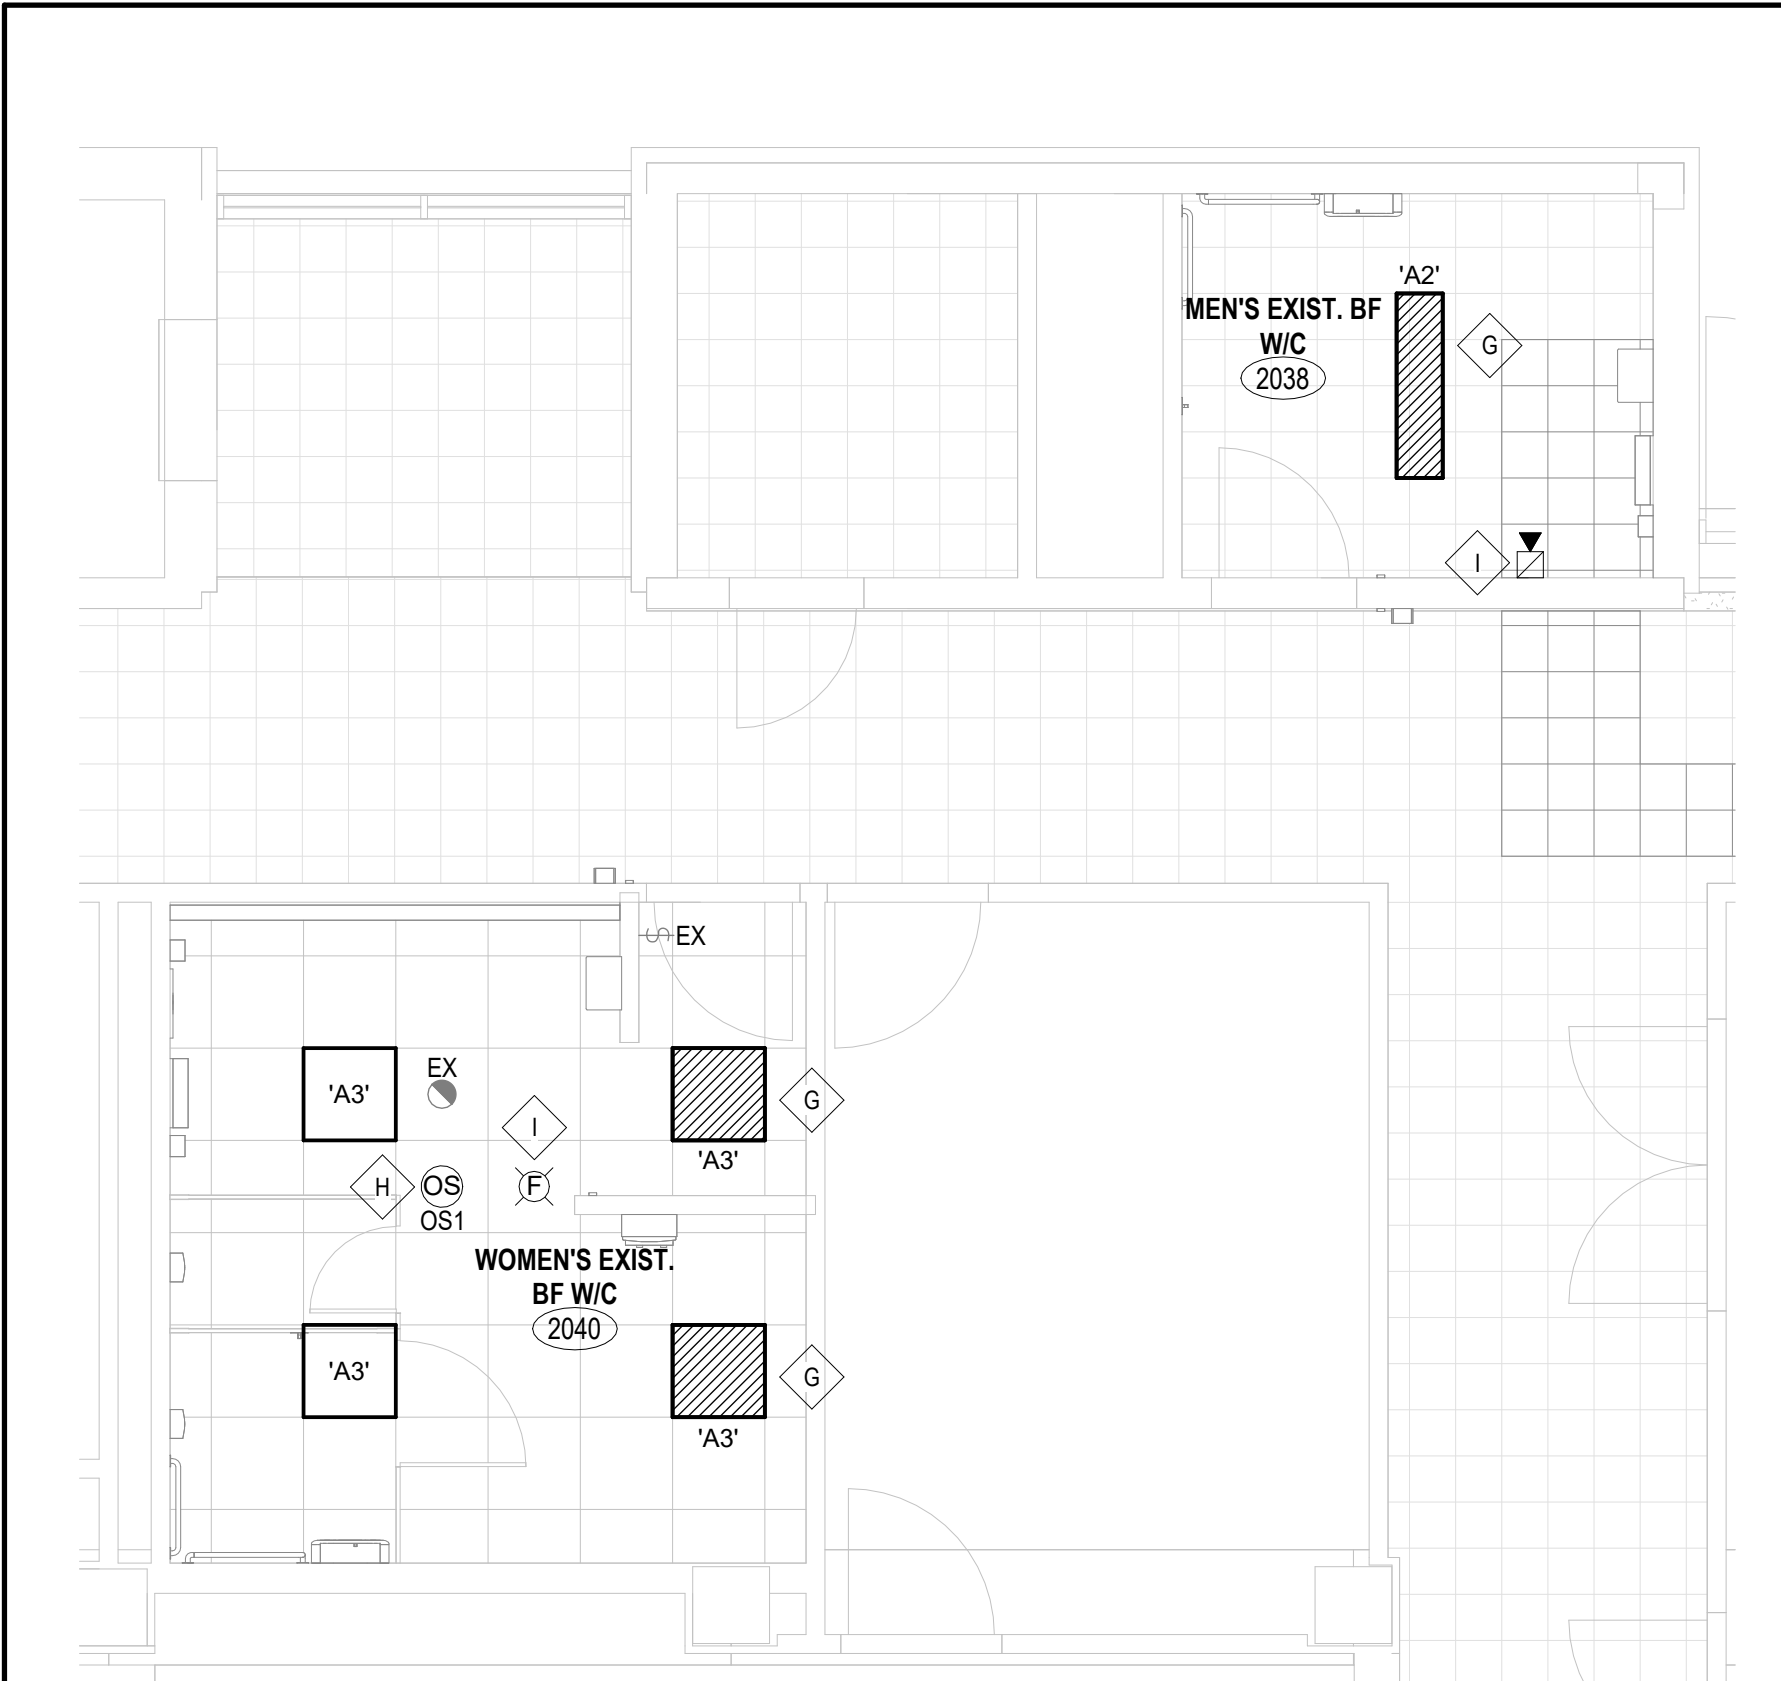 'A2'
MEN'S EXIST. BF
W/C
2038
G
I
EX
EX
'A3'
I
G
'A3'
H
OS
OS1
F
WOMEN'S EXIST.
BF W/C
2040
'A3'
G
'A3'